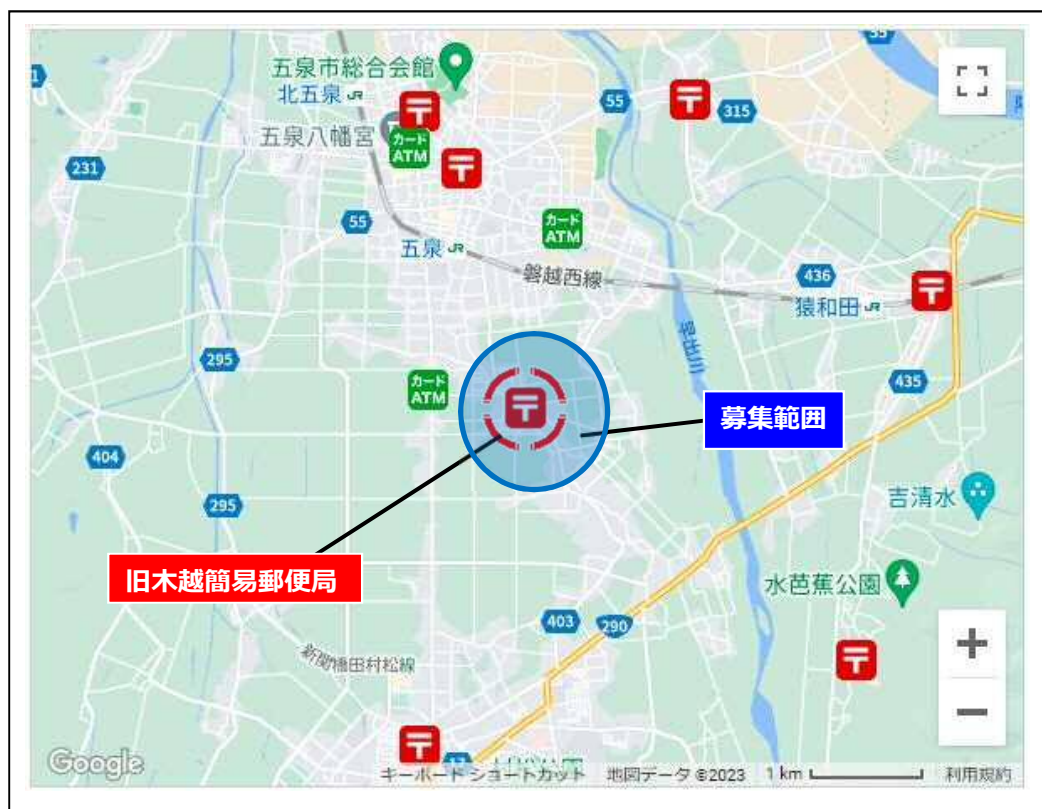 55
五泉市総合会館
北五泉
五泉八幡宮
カード
ATM
55
315
231
55
カード
ATM
五泉
磐越西線
436
猿和田
早出川
295
カード
ATM
435
募集範囲
404
295
吉清水
旧木越簡易郵便局
水芭蕉公園
403
290
新関橋田村松線
Google
キーボード ショートカット
地図データ ©2023
1 km
利用規約